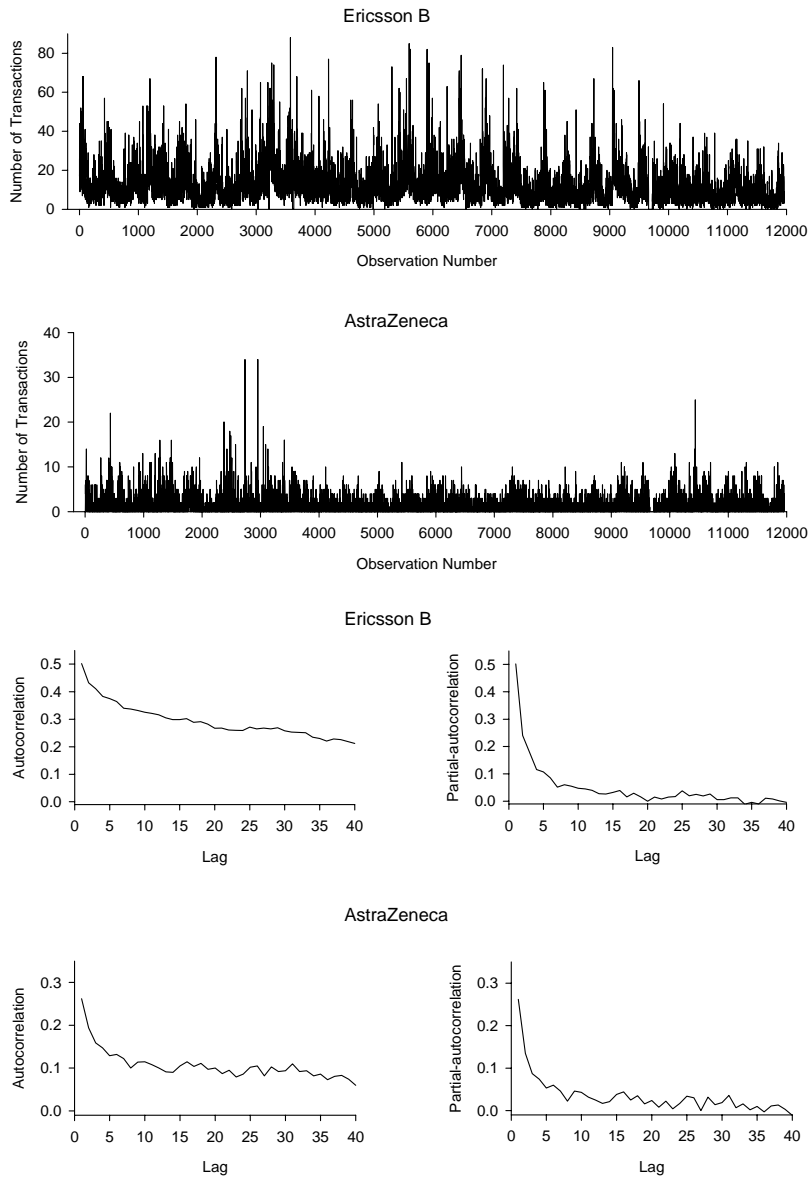 Ericsson B
Number of Transactions
80
60
40
20
0
0 1000 2000 3000 4000 5000 6000 7000 8000 9000 10000 11000 12000
Observation Number
AstraZeneca
Number of Transactions
40
30
20
10
0
0 1000 2000 3000 4000 5000 6000 7000 8000 9000 10000 11000 12000
Observation Number
Ericsson B
Autocorrelation
0.5
0.4
0.3
0.2
0.1
0.0
0 5 10 15 20 25 30 35 40
Lag
Partial-autocorrelation
0.5
0.4
0.3
0.2
0.1
0.0
0 5 10 15 20 25 30 35 40
Lag
AstraZeneca
Autocorrelation
0.3
0.2
0.1
0.0
0 5 10 15 20 25 30 35 40
Lag
Partial-autocorrelation
0.3
0.2
0.1
0.0
0 5 10 15 20 25 30 35 40
Lag